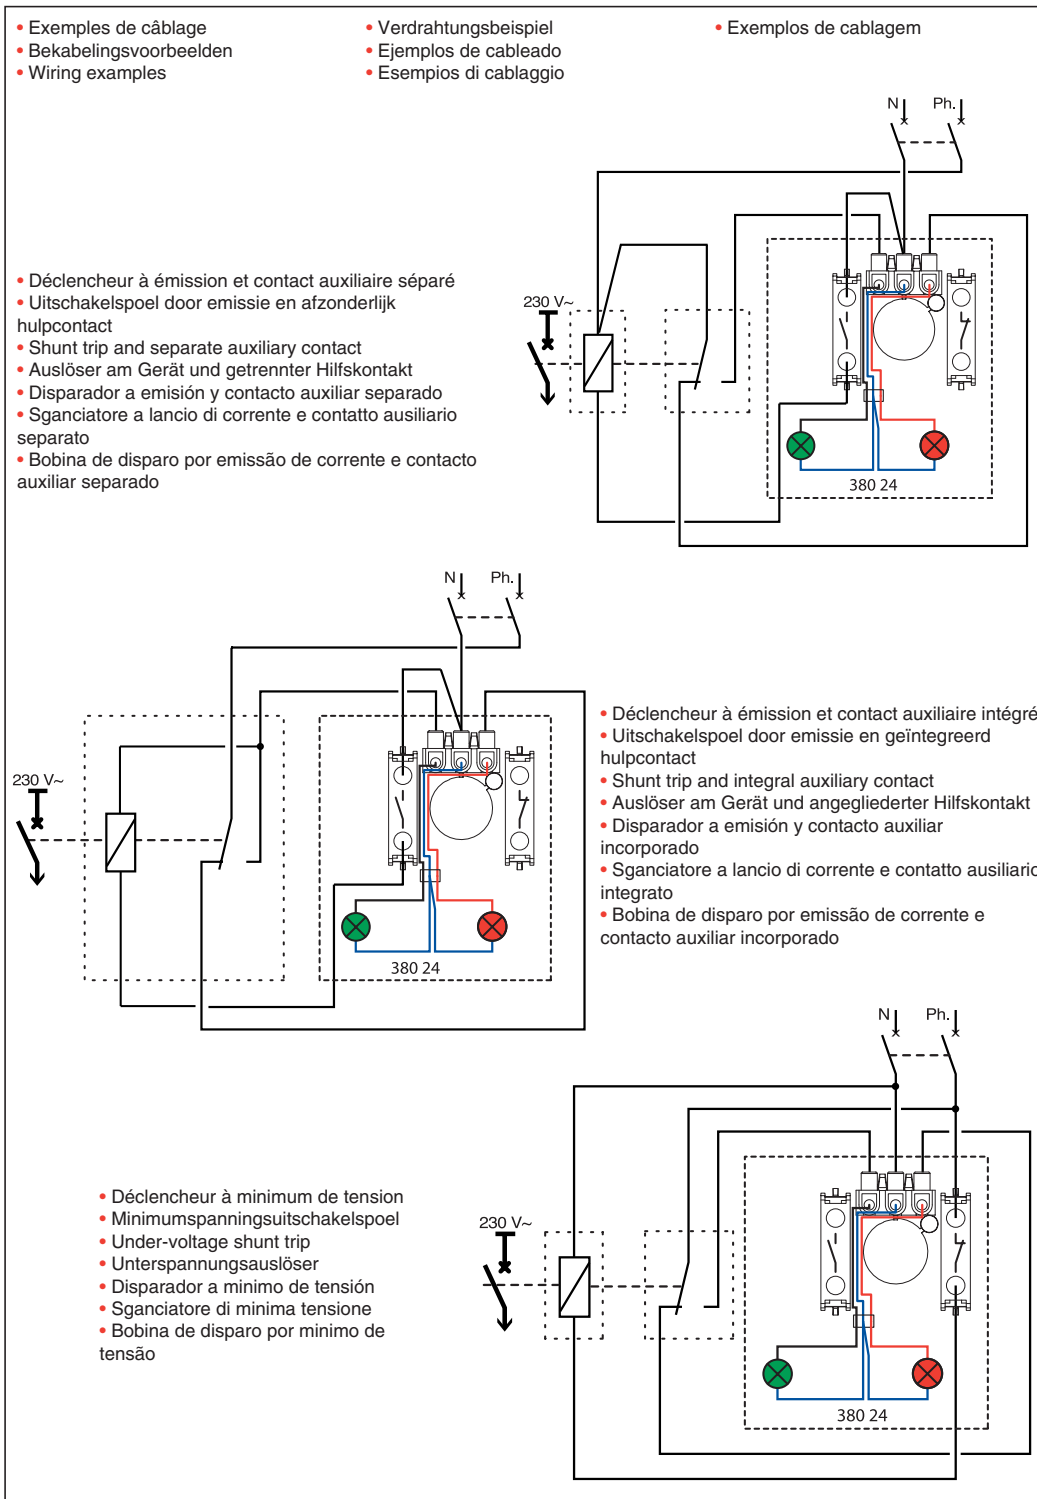 • Exemples de câblage
• Bekabelingsvoorbeelden
• Wiring examples
• Verdrahtungsbeispiel
• Ejemplos de cableado
• Esempios di cablaggio
• Exemplos de cablagem
N Ph.
• Déclencheur à émission et contact auxiliaire séparé
• Uitschakelspoel door emissie en afzonderlijk
hulpcontact
• Shunt trip and separate auxiliary contact
• Auslöser am Gerät und getrennter Hilfskontakt
• Disparador a emisión y contacto auxiliar separado
• Sganciatore a lancio di corrente e contatto ausiliario
separato
• Bobina de disparo por emissão de corrente e contacto
auxiliar separado
230 V~
380 24
N Ph.
230 V~
380 24
• Déclencheur à émission et contact auxiliaire intégré
• Uitschakelspoel door emissie en geïntegreerd
hulpcontact
• Shunt trip and integral auxiliary contact
• Auslöser am Gerät und angegliederter Hilfskontakt
• Disparador a emisión y contacto auxiliar
incorporado
• Sganciatore a lancio di corrente e contatto ausiliario
integrato
• Bobina de disparo por emissão de corrente e
contacto auxiliar incorporado
N Ph.
• Déclencheur à minimum de tension
• Minimumspanningsuitschakelspoel
• Under-voltage shunt trip
• Unterspannungsauslöser
• Disparador a minimo de tensión
• Sganciatore di minima tensione
• Bobina de disparo por minimo de
tensão
230 V~
380 24